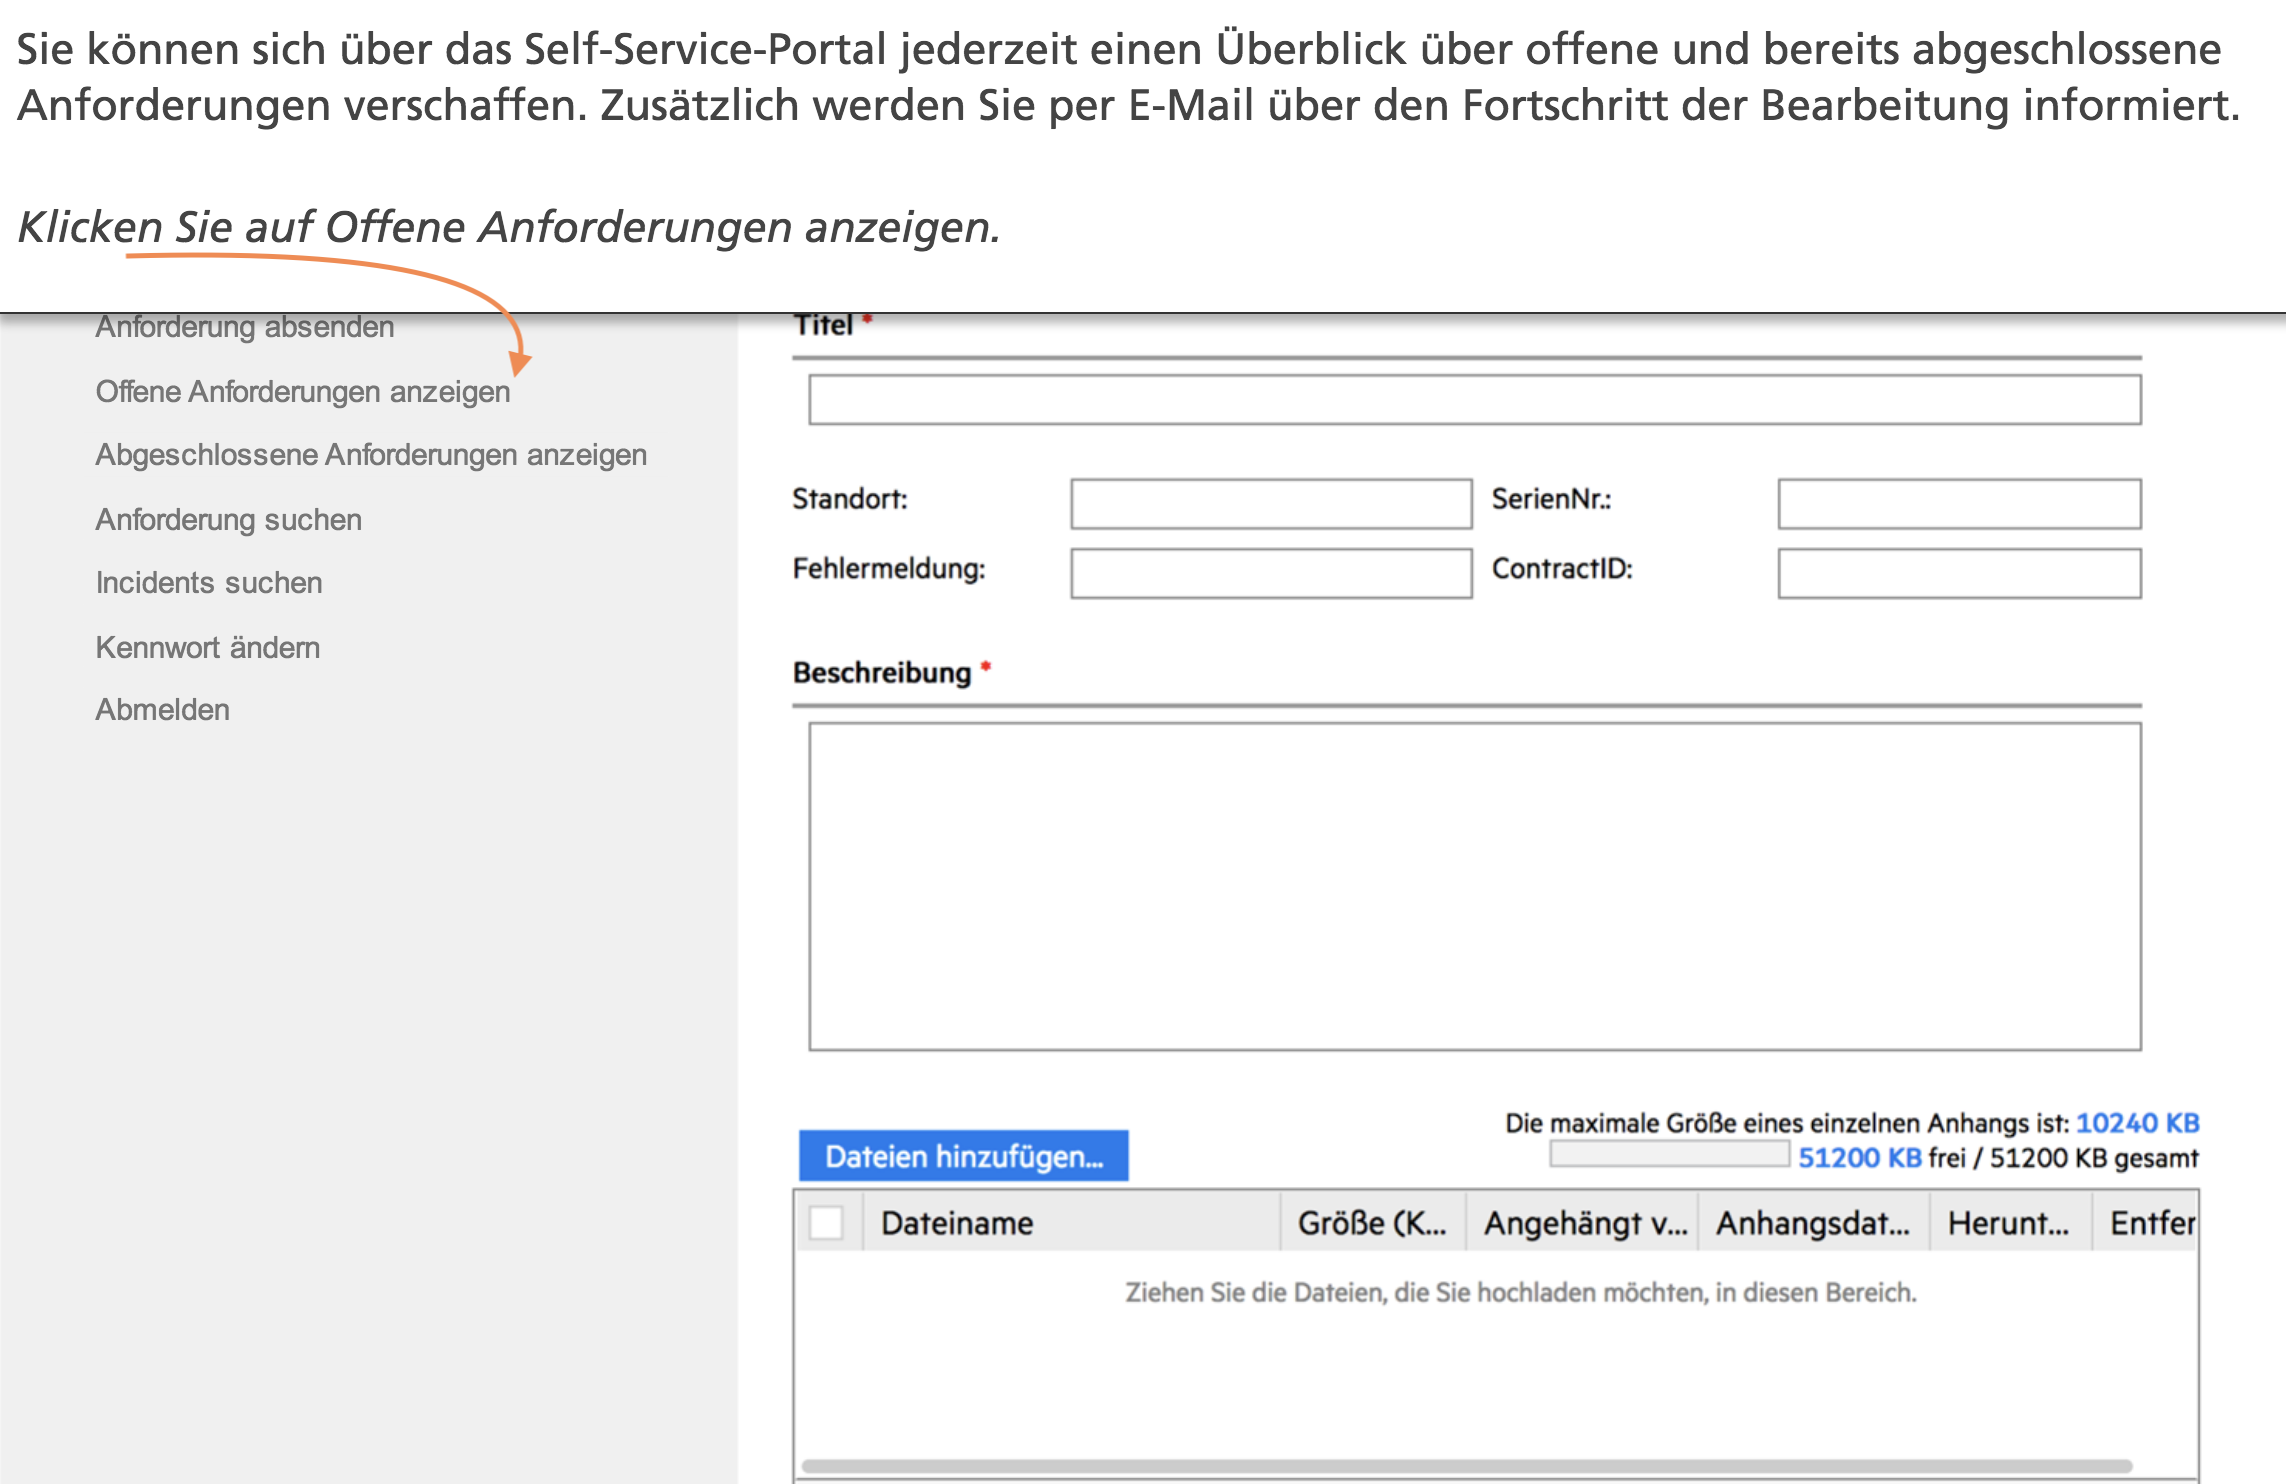 Sie können sich über das Self-Service-Portal jederzeit einen Überblick über offene und bereits abgeschlossene
Anforderungen verschaffen. Zusätzlich werden Sie per E-Mail über den Fortschritt der Bearbeitung informiert.
Klicken Sie auf Offene Anforderungen anzeigen.
Anforderung absenden
Offene Anforderungen anzeigen
Abgeschlossene Anforderungen anzeigen
Anforderung suchen
Incidents suchen
Kennwort ändern
Abmelden
Titel *
Standort:
SerienNr.:
Fehlermeldung:
ContractID:
Beschreibung *
Die maximale Größe eines einzelnen Anhangs ist: 10240 KB
Dateien hinzufügen...
51200 KB frei / 51200 KB gesamt
Dateiname Größe (K... Angehängt v... Anhangsdat... Herunt... Entfer
Ziehen Sie die Dateien, die Sie hochladen möchten, in diesen Bereich.